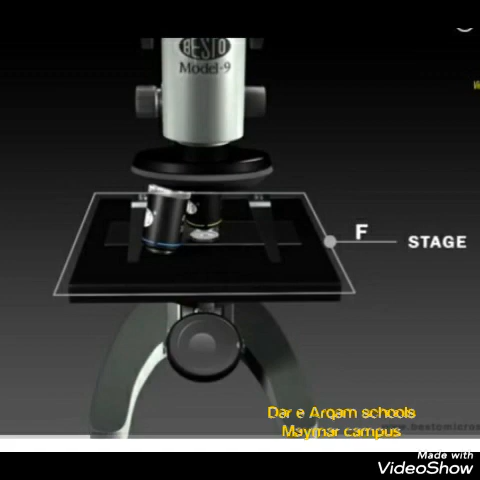 BESTO
Model-9
F
STAGE
Dar e Arqam schools
Maymar campus
Made with
VideoShow